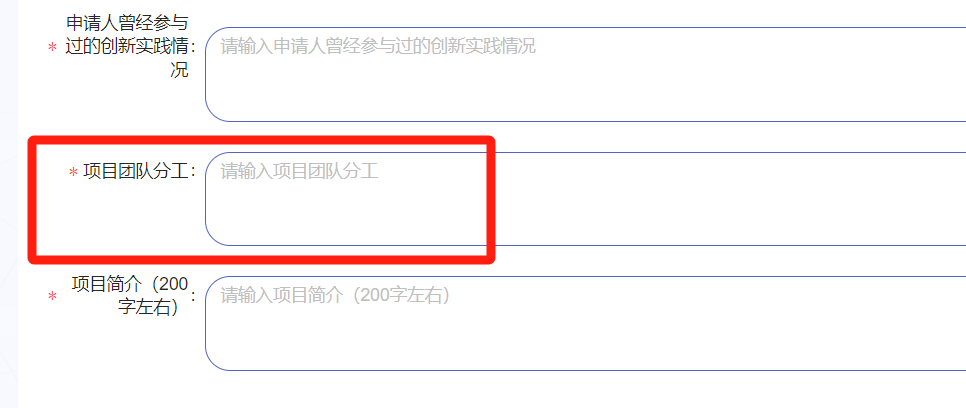 申请人曾经参与
* 过的创新实践情:
况
请输入申请人曾经参与过的创新实践情况
* 项目团队分工:
请输入项目团队分工
项目简介（200
* 字左右）:
请输入项目简介（200字左右）